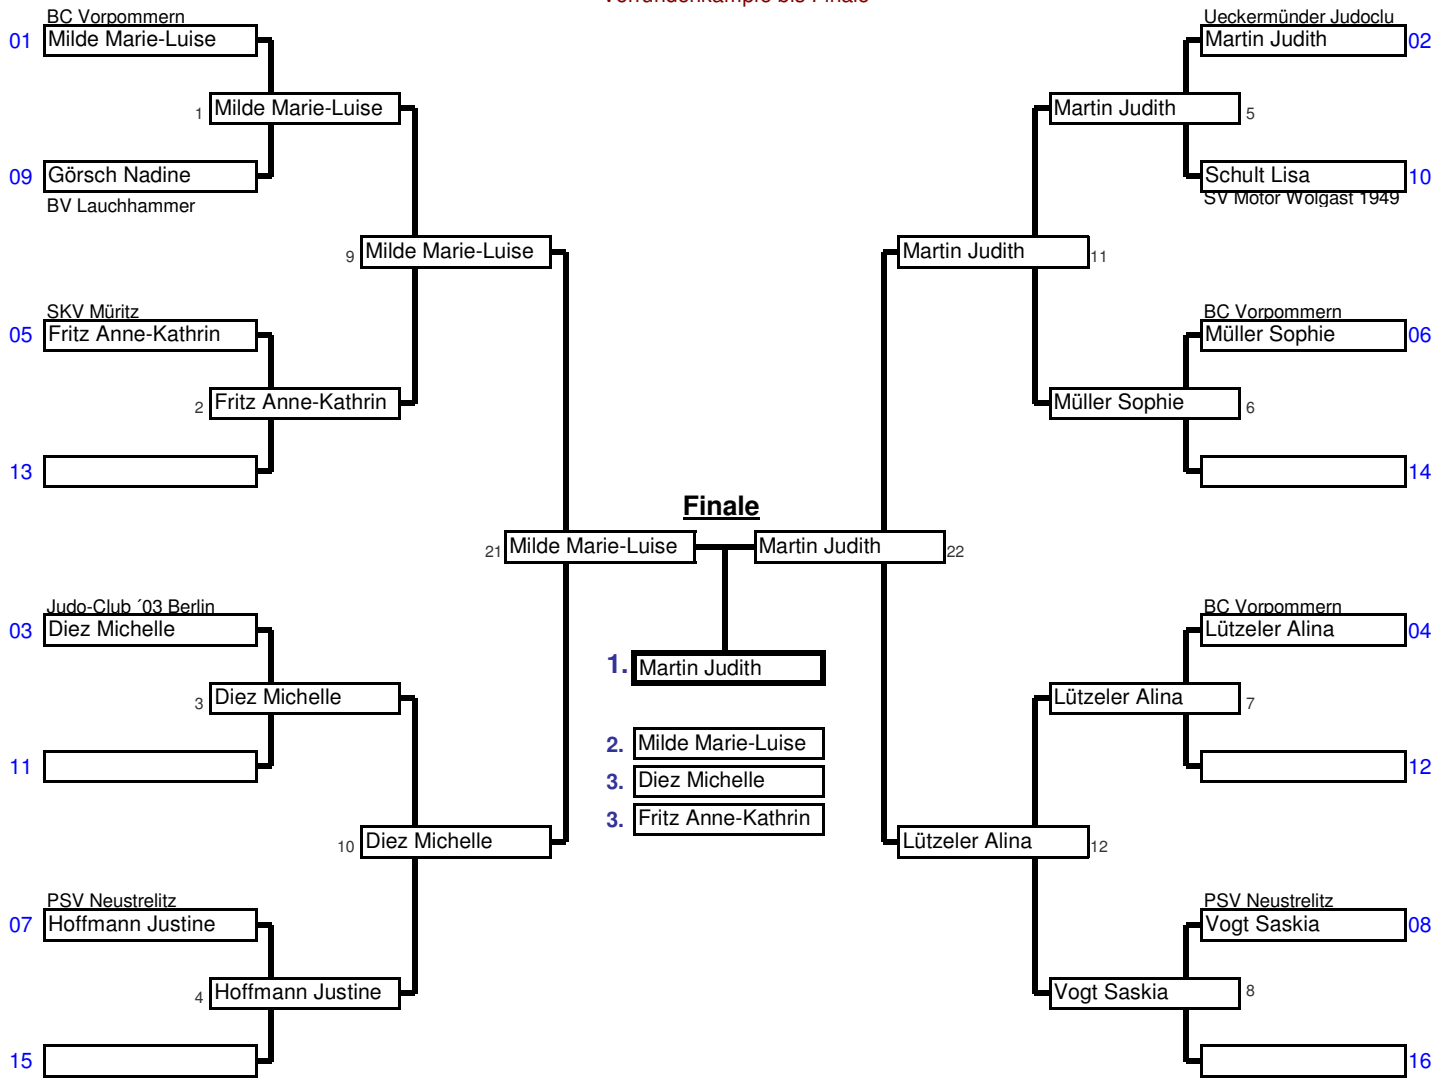 Vorrundenkämpfe bis Finale
BC Vorpommern
01 Milde Marie-Luise
1 Milde Marie-Luise
09 Görsch Nadine
BV Lauchhammer
9 Milde Marie-Luise
SKV Müritz
05 Fritz Anne-Kathrin
2 Fritz Anne-Kathrin
13
21 Milde Marie-Luise
Judo-Club ´03 Berlin
03 Diez Michelle
3 Diez Michelle
11
10 Diez Michelle
PSV Neustrelitz
07 Hoffmann Justine
4 Hoffmann Justine
15
Finale
1. Martin Judith
2. Milde Marie-Luise
3. Diez Michelle
3. Fritz Anne-Kathrin
Ueckermünder Judoclu
Martin Judith 02
Martin Judith 5
Schult Lisa 10
SV Motor Wolgast 1949
Martin Judith 11
BC Vorpommern
Müller Sophie 06
Müller Sophie 6
14
Martin Judith 22
BC Vorpommern
Lützeler Alina 04
Lützeler Alina 7
12
Lützeler Alina 12
PSV Neustrelitz
Vogt Saskia 08
Vogt Saskia 8
16